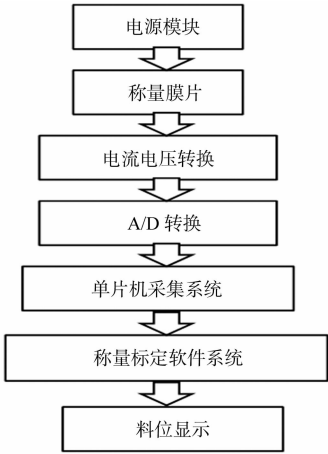 电源模块
称量膜片
电流电压转换
A/D 转换
单片机采集系统
称量标定软件系统
料位显示